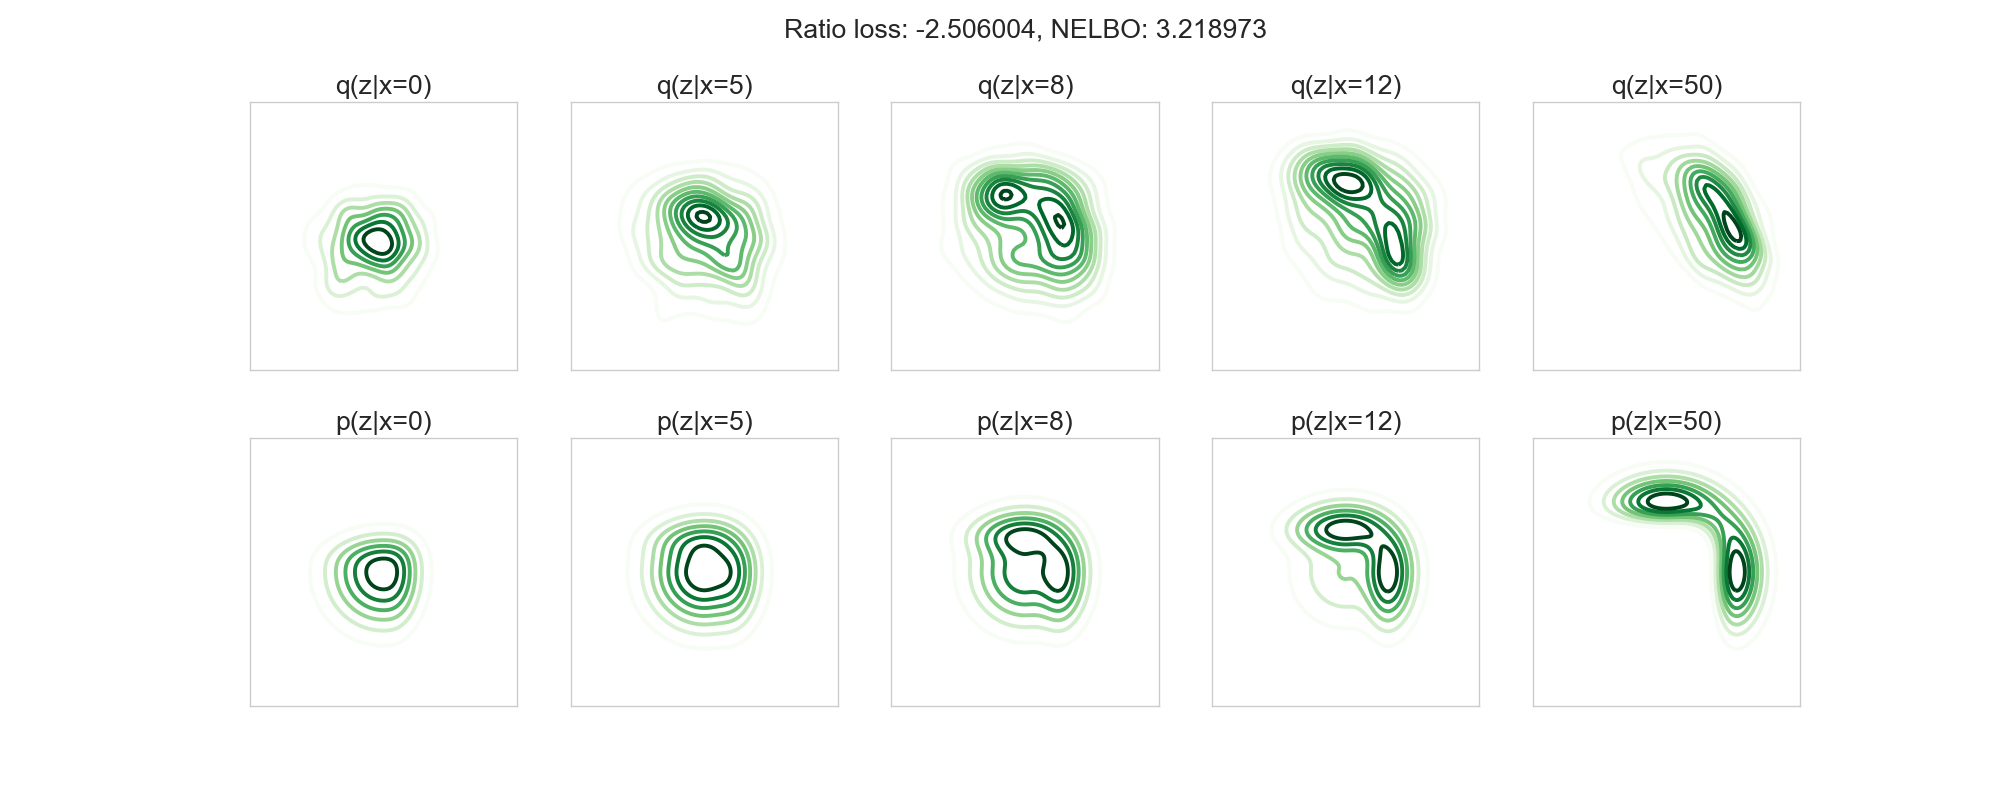 Ratio loss: -2.506004, NELBO: 3.218973
q(z|x=0) q(z|x=5) q(z|x=8) q(z|x=12) q(z|x=50)
p(z|x=0) p(z|x=5) p(z|x=8) p(z|x=12) p(z|x=50)